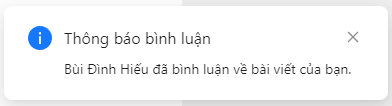 Thông báo bình luận
Bùi Đình Hiếu đã bình luận về bài viết của bạn.